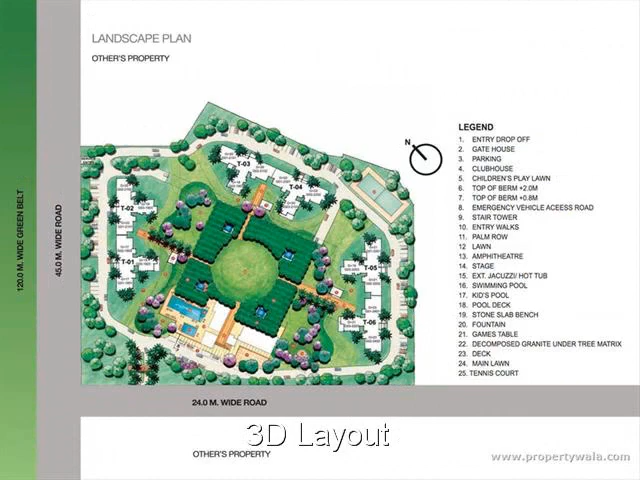 LANDSCAPE PLAN
OTHER'S PROPERTY
N
LEGEND
1. ENTRY DROP OFF
2. GATE HOUSE
3. PARKING
4. CLUBHOUSE
5. CHILDREN'S PLAY LAWN
6. TOP OF BERM +2.0M
7. TOP OF BERM +0.8M
8. EMERGENCY VEHICLE ACEESS ROAD
9. STAIR TOWER
10. ENTRY WALKS
11. PALM ROW
12 LAWN
13. AMPHITHEATRE
14. STAGE
15. EXT. JACUZZI/ HOT TUB
16. SWIMMING POOL
17. KID'S POOL
18. POOL DECK
19. STONE SLAB BENCH
20. FOUNTAIN
21. GAMES TABLE
22. DECOMPOSED GRANITE UNDER TREE MATRIX
23. DECK
24. MAIN LAWN
25. TENNIS COURT
120.0 M. WIDE GREEN BELT
45.0 M. WIDE ROAD
T-03
T-04
T-02
T-01
T-05
T-06
24.0 M. WIDE ROAD
3D Layout
OTHER'S PROPERTY
www.propertywala.com